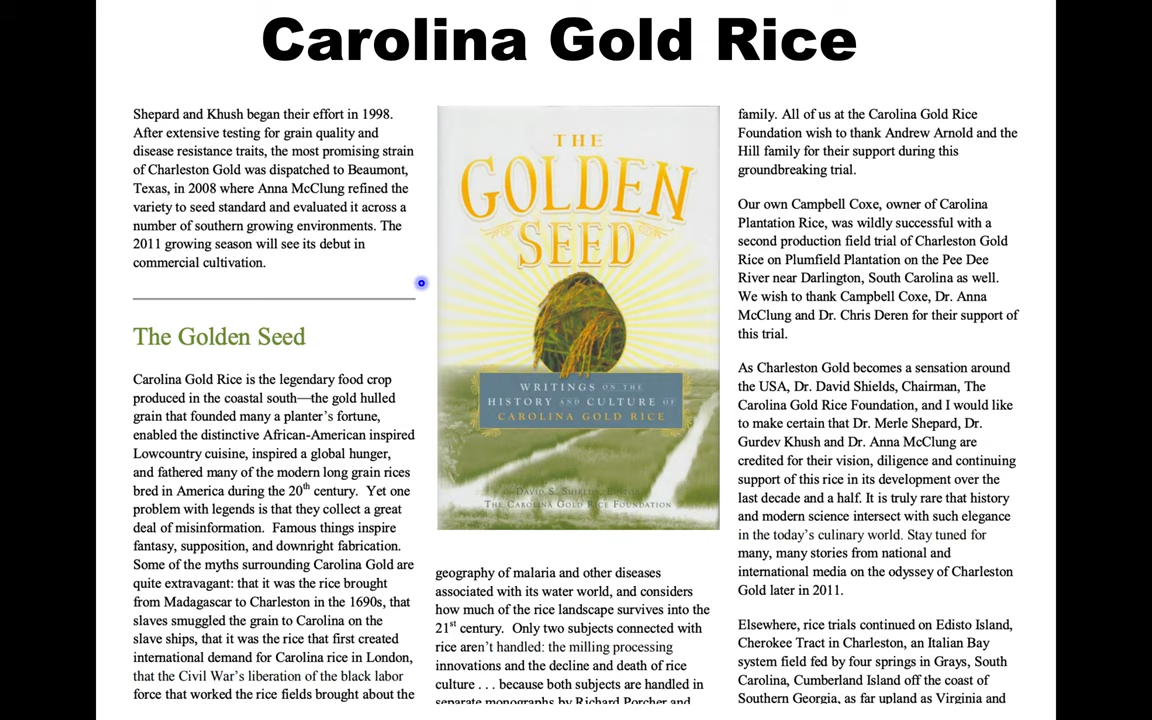 Carolina Gold Rice
Shepard and Khush began their effort in 1998.
After extensive testing for grain quality and
disease resistance traits, the most promising strain
of Charleston Gold was dispatched to Beaumont,
Texas, in 2008 where Anna McClung refined the
variety to seed standard and evaluated it across a
number of southern growing environments. The
2011 growing season will see its debut in
commercial cultivation.
The Golden Seed
Carolina Gold Rice is the legendary food crop
produced in the coastal south—the gold hulled
grain that founded many a planter's fortune,
enabled the distinctive African-American inspired
Lowcountry cuisine, inspired a global hunger,
and fathered many of the modern long grain rices
bred in America during the 20th century. Yet one
problem with legends is that they collect a great
deal of misinformation. Famous things inspire
fantasy, supposition, and downright fabrication.
Some of the myths surrounding Carolina Gold are
quite extravagant: that it was the rice brought
from Madagascar to Charleston in the 1690s, that
slaves smuggled the grain to Carolina on the
slave ships, that it was the rice that first created
international demand for Carolina rice in London,
that the Civil War's liberation of the black labor
force that worked the rice fields brought about the
THE
GOLDEN
SEED
WRITINGS ON THE
HISTORY AND CULTURE OF
CAROLINA GOLD RICE
DAVID S. SHIELDS, EDITOR
THE CAROLINA GOLD RICE FOUNDATION
geography of malaria and other diseases
associated with its water world, and considers
how much of the rice landscape survives into the
21st century. Only two subjects connected with
rice aren't handled: the milling processing
innovations and the decline and death of rice
culture . . . because both subjects are handled in
separate monographs by Richard Porcher and
family. All of us at the Carolina Gold Rice
Foundation wish to thank Andrew Arnold and the
Hill family for their support during this
groundbreaking trial.
Our own Campbell Coxe, owner of Carolina
Plantation Rice, was wildly successful with a
second production field trial of Charleston Gold
Rice on Plumfield Plantation on the Pee Dee
River near Darlington, South Carolina as well.
We wish to thank Campbell Coxe, Dr. Anna
McClung and Dr. Chris Deren for their support of
this trial.
As Charleston Gold becomes a sensation around
the USA, Dr. David Shields, Chairman, The
Carolina Gold Rice Foundation, and I would like
to make certain that Dr. Merle Shepard, Dr.
Gurdev Khush and Dr. Anna McClung are
credited for their vision, diligence and continuing
support of this rice in its development over the
last decade and a half. It is truly rare that history
and modern science intersect with such elegance
in the today's culinary world. Stay tuned for
many, many stories from national and
international media on the odyssey of Charleston
Gold later in 2011.
Elsewhere, rice trials continued on Edisto Island,
Cherokee Tract in Charleston, an Italian Bay
system field fed by four springs in Grays, South
Carolina, Cumberland Island off the coast of
Southern Georgia, as far upland as Virginia and